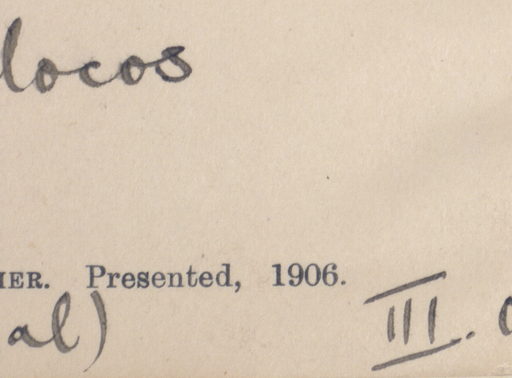 locos
IER. Presented, 1906.
al) III.